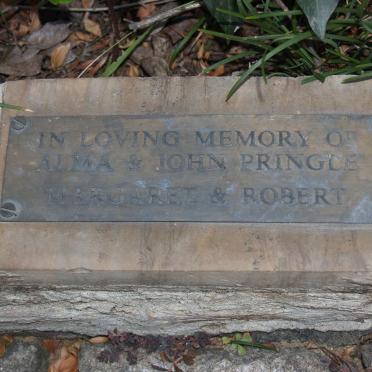 IN LOVING MEMORY OF
ALMA & JOHN PRINGLE
MARGARET & ROBERT